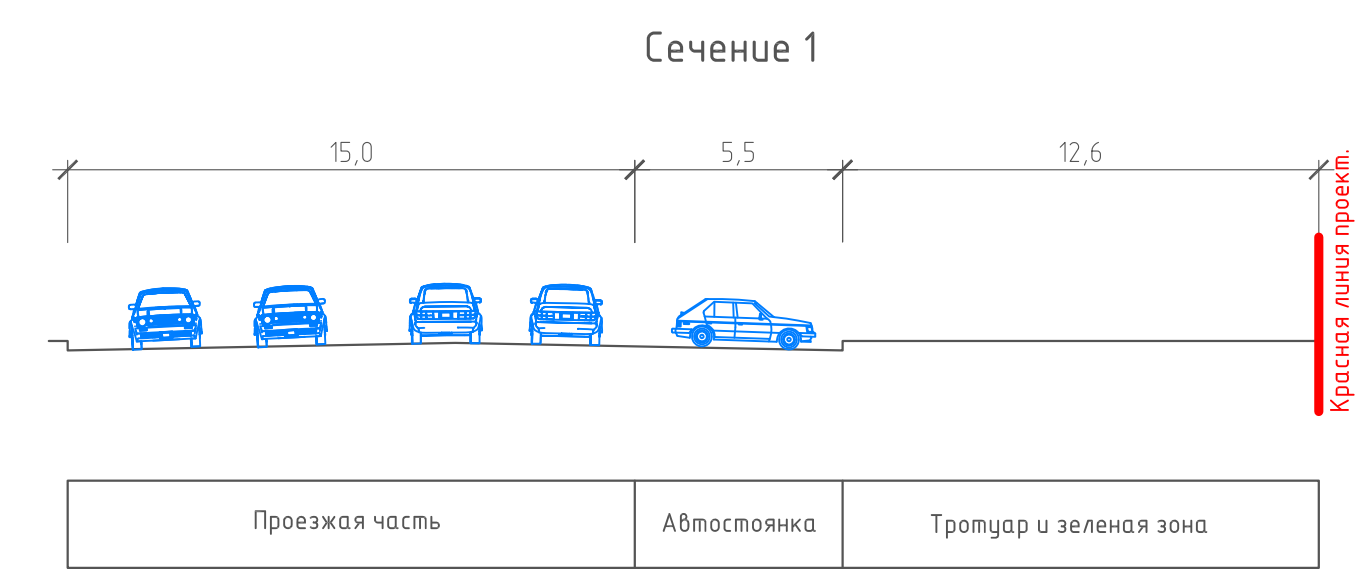 Сечение 1
15,0
5,5
12,6
Красная линия проект.
Проезжая часть
Автостоянка
Тротуар и зеленая зона